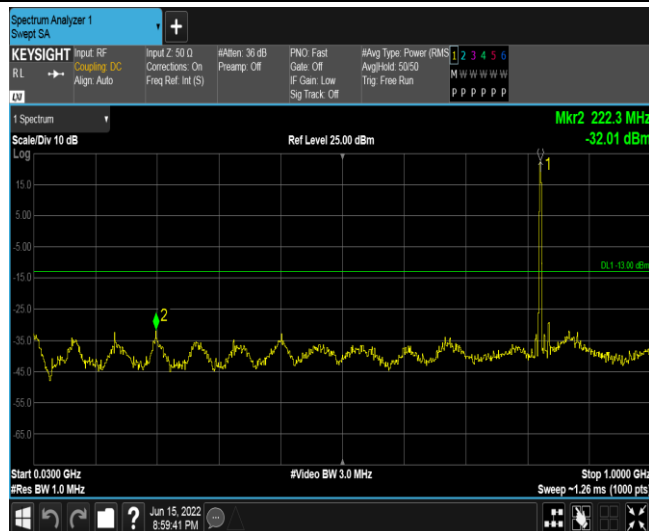 Spectrum Analyzer 1
Swept SA
+
KEYSIGHT
RL
Input: RF
Coupling: DC
Align: Auto
Input Z: 50 Ω
Corrections: On
Freq Ref: Int (S)
#Atten: 36 dB
Preamp: Off
PNO: Fast
Gate: Off
IF Gain: Low
Sig Track: Off
#Avg Type: Power (RMS
Avg|Hold: 50/50
Trig: Free Run
1 2 3 4 5 6
M W W W W W
P P P P P P
LXI
1 Spectrum
Mkr2 222.3 MHz
Scale/Div 10 dB
Ref Level 25.00 dBm
-32.01 dBm
Log
1
15.0
5.00
-5.00
DL1 -13.00 dBm
-15.0
-25.0
2
-35.0
-45.0
-55.0
-65.0
Start 0.0300 GHz
#Video BW 3.0 MHz
Stop 1.0000 GHz
#Res BW 1.0 MHz
Sweep ~1.26 ms (1000 pts)
?
Jun 15, 2022
8:59:41 PM